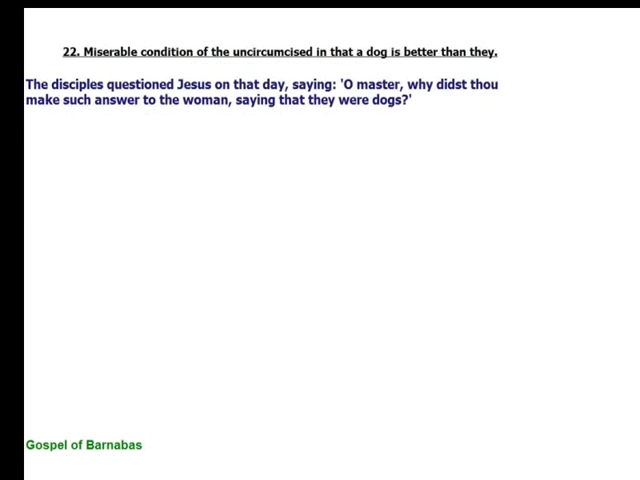 22. Miserable condition of the uncircumcised in that a dog is better than they.
The disciples questioned Jesus on that day, saying: 'O master, why didst thou
make such answer to the woman, saying that they were dogs?'
Gospel of Barnabas